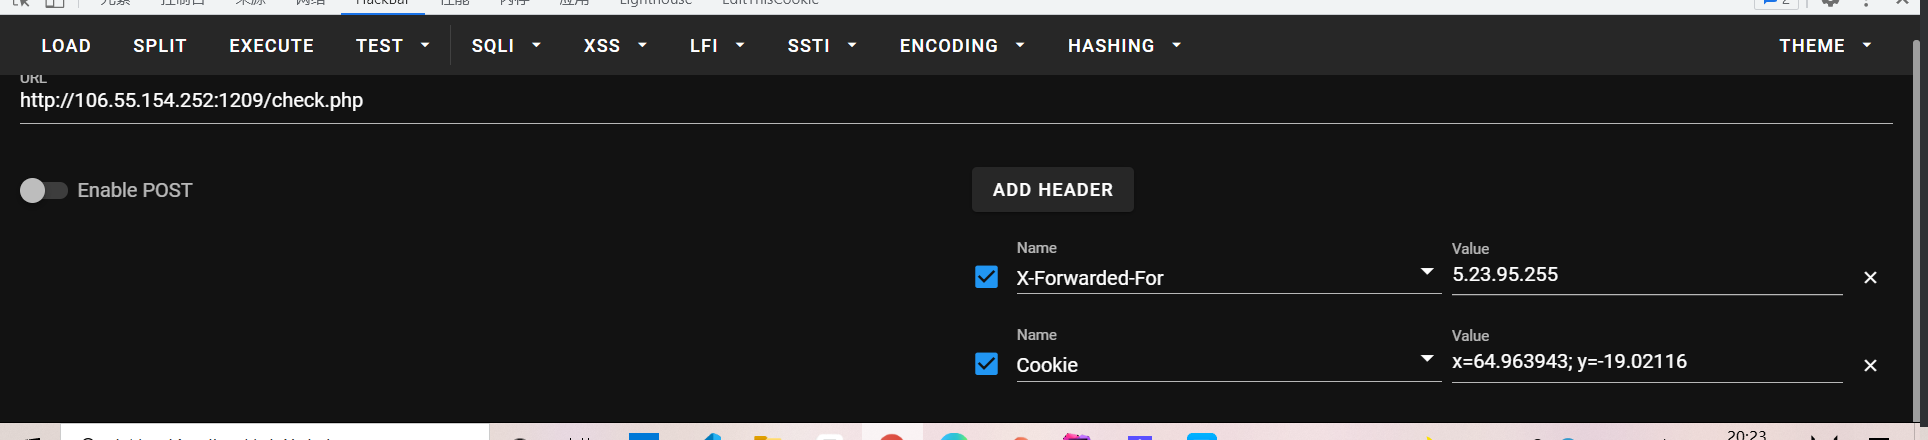 元素 控制台 来源 网络 HackBar 性能 内存 应用 Lighthouse EditThisCookie 2
LOAD SPLIT EXECUTE TEST SQLI XSS LFI SSTI ENCODING HASHING THEME
URL
http://106.55.154.252:1209/check.php
Enable POST
ADD HEADER
Name Value
X-Forwarded-For 5.23.95.255
Name Value
Cookie x=64.963943; y=-19.02116
20:23